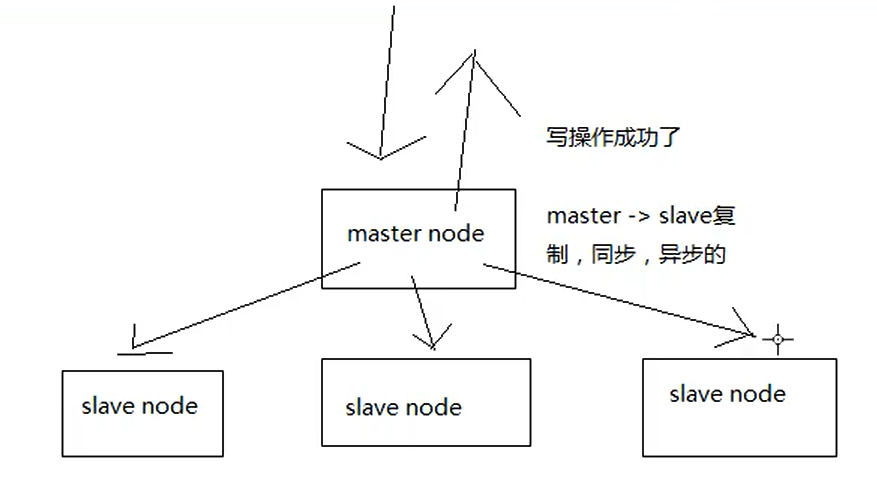 写操作成功了
master -> slave复
制，同步，异步的
master node
slave node
slave node
slave node